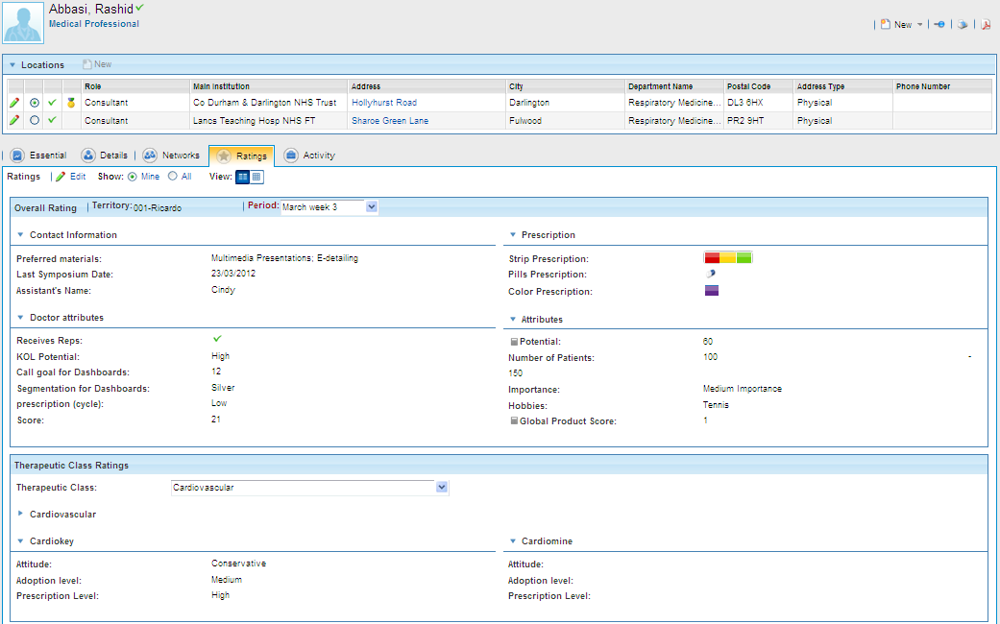 Abbasi, Rashid
Medical Professional
New
Locations New
Role Main Institution Address City Department Name Postal Code Address Type Phone Number
Consultant Co Durham & Darlington NHS Trust Hollyhurst Road Darlington Respiratory Medicine... DL3 6HX Physical
Consultant Lancs Teaching Hosp NHS FT Sharoe Green Lane Fulwood Respiratory Medicine... PR2 9HT Physical
Essential Details Networks Ratings Activity
Ratings Edit Show: Mine All View:
Overall Rating Territory: 001-Ricardo Period: March week 3
Contact Information Prescription
Preferred materials: Multimedia Presentations; E-detailing Strip Prescription:
Last Symposium Date: 23/03/2012 Pills Prescription:
Assistant's Name: Cindy Color Prescription:
Doctor attributes Attributes
Receives Reps: Potential: 60
KOL Potential: High Number of Patients: 100 -
Call goal for Dashboards: 12 150
Segmentation for Dashboards: Silver Importance: Medium Importance
prescription (cycle): Low Hobbies: Tennis
Score: 21 Global Product Score: 1
Therapeutic Class Ratings
Therapeutic Class: Cardiovascular
Cardiovascular
Cardiokey Cardiomine
Attitude: Conservative Attitude:
Adoption level: Medium Adoption level:
Prescription Level: High Prescription Level: